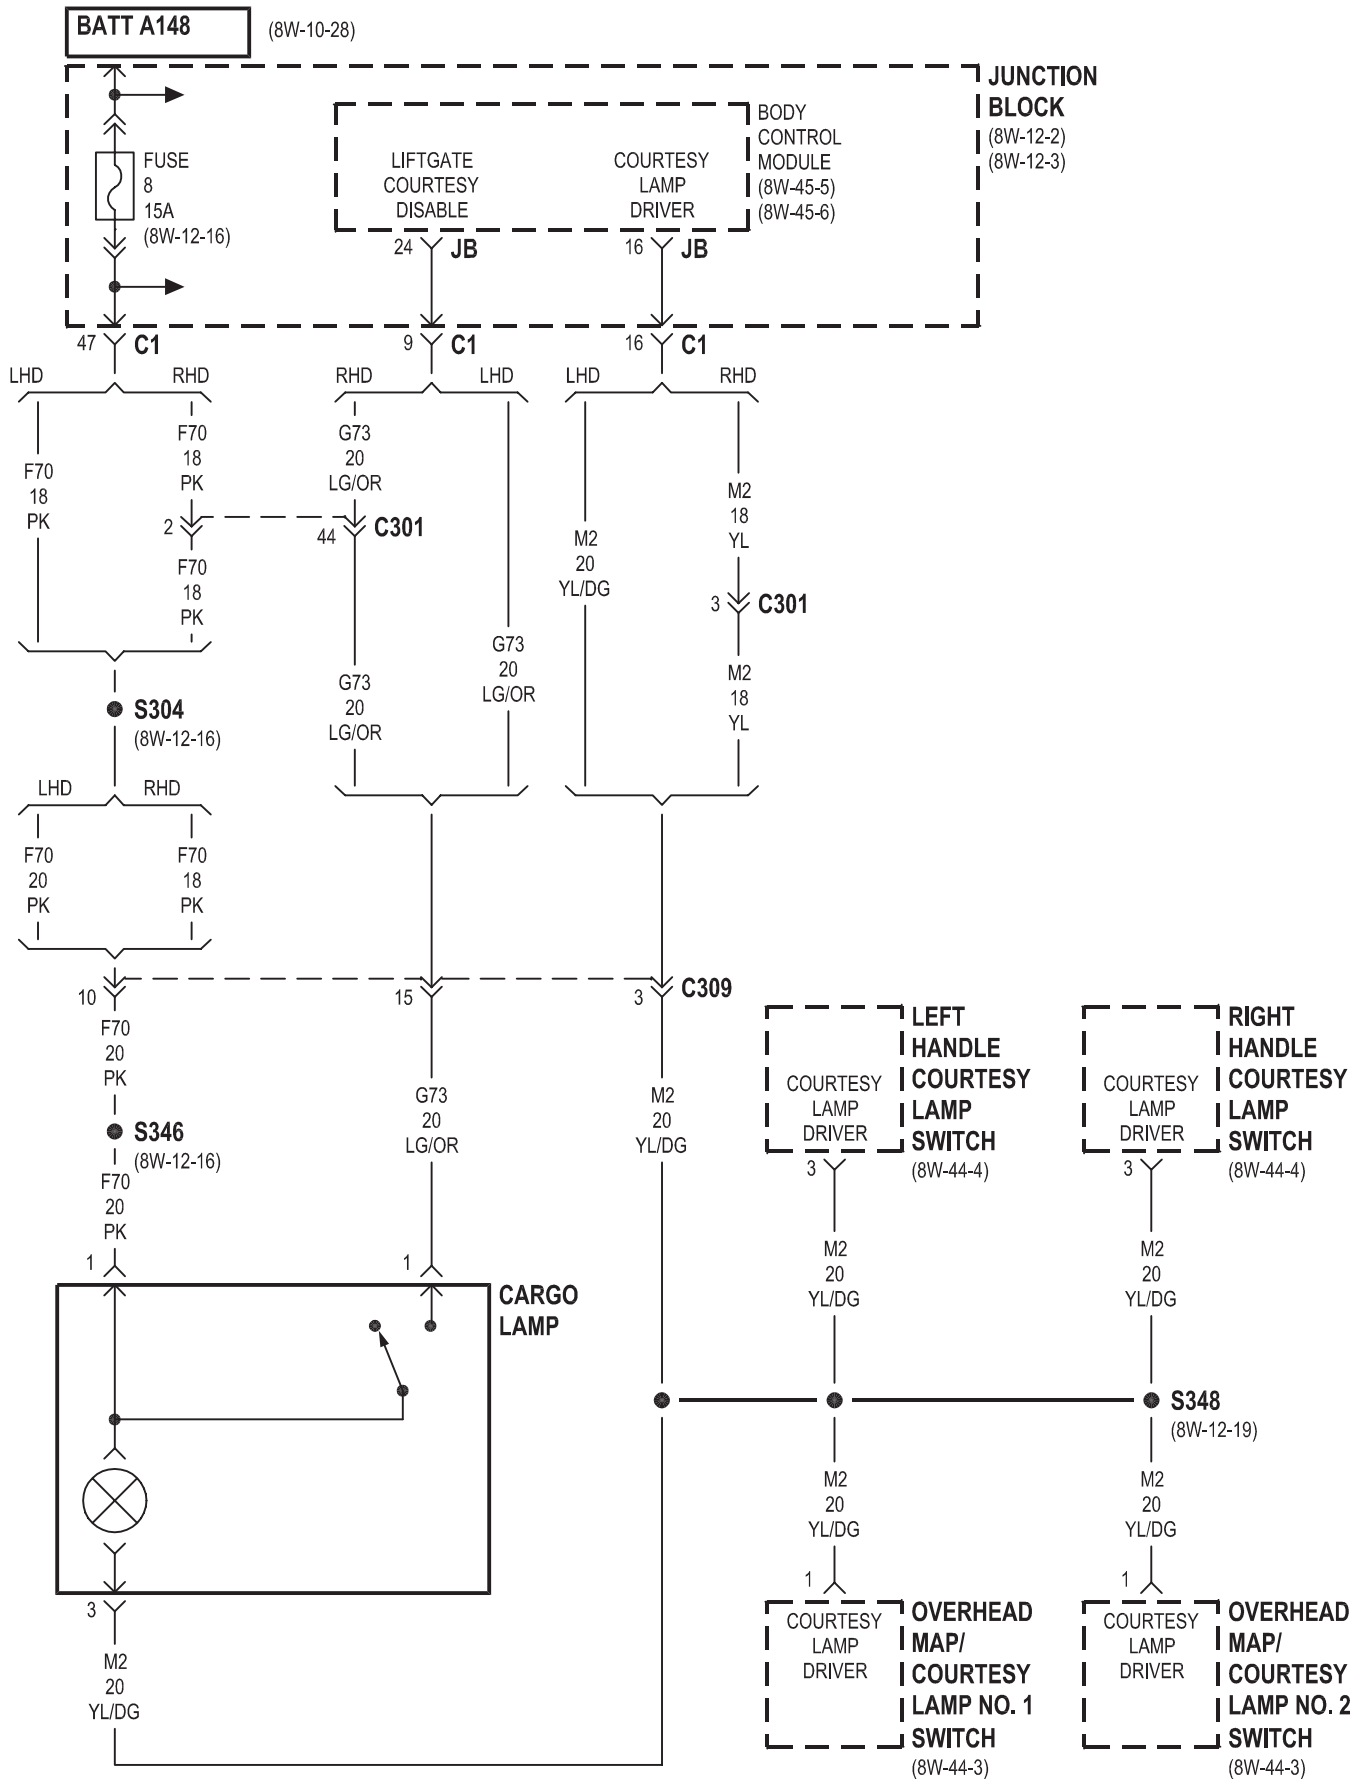 BATT A148
(8W-10-28)
JUNCTION
BLOCK
(8W-12-2)
(8W-12-3)
BODY
CONTROL
MODULE
(8W-45-5)
(8W-45-6)
FUSE
8
15A
(8W-12-16)
LIFTGATE
COURTESY
DISABLE
COURTESY
LAMP
DRIVER
24
JB
16
JB
47
C1
9
C1
16
C1
LHD
RHD
RHD
LHD
LHD
RHD
F70
18
PK
F70
18
PK
G73
20
LG/OR
M2
20
YL/DG
M2
18
YL
2
44
C301
3
C301
F70
18
PK
G73
20
LG/OR
G73
20
LG/OR
M2
18
YL
S304
(8W-12-16)
LHD
RHD
F70
20
PK
F70
18
PK
10
15
3
C309
F70
20
PK
G73
20
LG/OR
M2
20
YL/DG
S346
(8W-12-16)
F70
20
PK
1
1
CARGO
LAMP
3
M2
20
YL/DG
COURTESY
LAMP
DRIVER
LEFT
HANDLE
COURTESY
LAMP
SWITCH
(8W-44-4)
COURTESY
LAMP
DRIVER
RIGHT
HANDLE
COURTESY
LAMP
SWITCH
(8W-44-4)
3
3
M2
20
YL/DG
M2
20
YL/DG
S348
(8W-12-19)
M2
20
YL/DG
M2
20
YL/DG
1
1
COURTESY
LAMP
DRIVER
OVERHEAD
MAP/
COURTESY
LAMP NO. 1
SWITCH
(8W-44-3)
COURTESY
LAMP
DRIVER
OVERHEAD
MAP/
COURTESY
LAMP NO. 2
SWITCH
(8W-44-3)